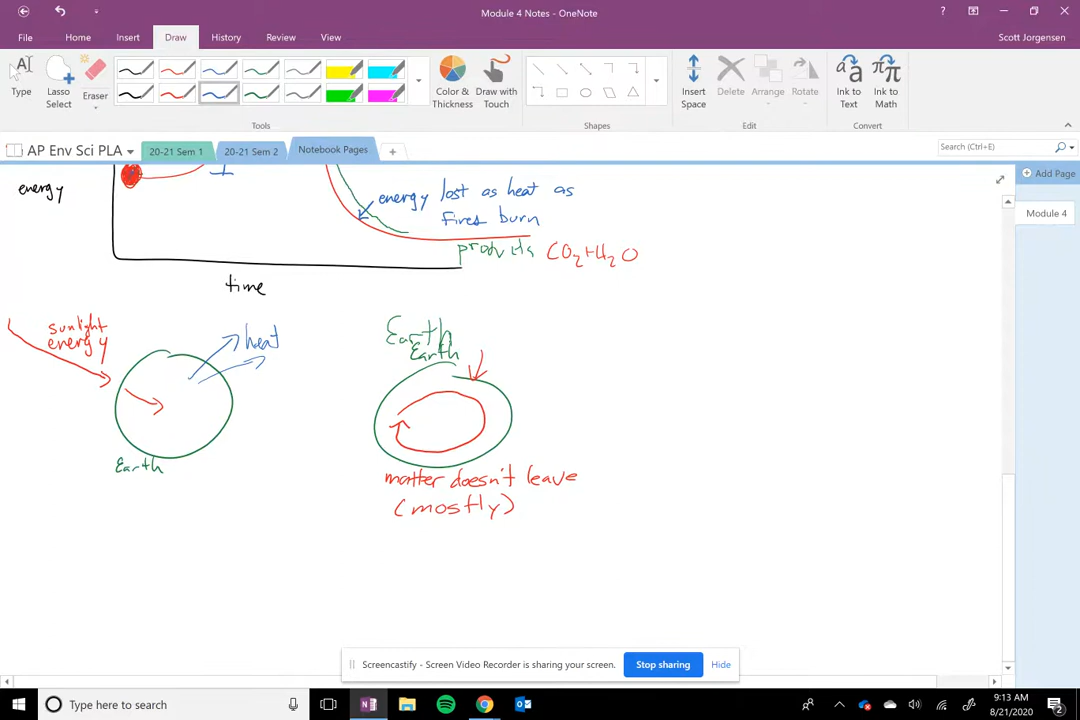 Module 4 Notes - OneNote
File Home Insert Draw History Review View
Scott Jorgensen
Type
Lasso Select
Eraser
Color & Thickness
Draw with Touch
Insert Space
Delete
Arrange
Rotate
Ink to Text
Ink to Math
Tools
Shapes
Edit
Convert
AP Env Sci PLA
20-21 Sem 1
20-21 Sem 2
Notebook Pages
Search (Ctrl+E)
Add Page
Module 4
energy
energy lost as heat as
fires burn
products CO2+H2O
time
sunlight
energy
heat
Earth
Earth
Earth
matter doesn't leave
(mostly)
Screencastify - Screen Video Recorder is sharing your screen.
Stop sharing
Hide
Type here to search
9:13 AM
8/21/2020
2